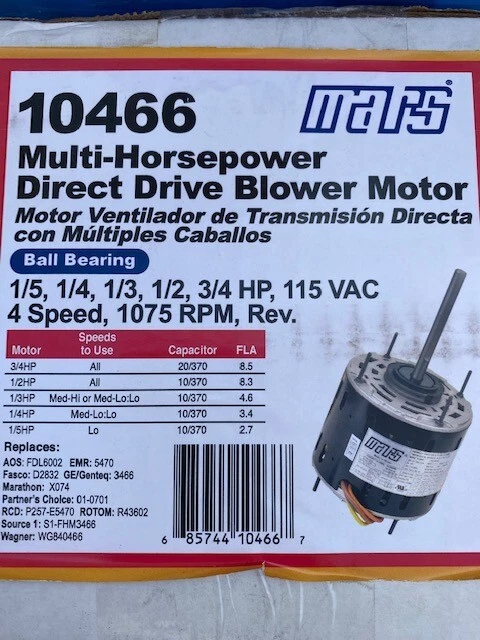 10466
mars®
Multi-Horsepower
Direct Drive Blower Motor
Motor Ventilador de Transmisión Directa
con Múltiples Caballos
Ball Bearing
1/5, 1/4, 1/3, 1/2, 3/4 HP, 115 VAC
4 Speed, 1075 RPM, Rev.
Motor Speeds to Use Capacitor FLA
3/4HP All 20/370 8.5
1/2HP All 10/370 8.3
1/3HP Med-Hi or Med-Lo:Lo 10/370 4.6
1/4HP Med-Lo:Lo 10/370 3.4
1/5HP Lo 10/370 2.7
Replaces:
AOS: FDL6002 EMR: 5470
Fasco: D2832 GE/Genteq: 3466
Marathon: X074
Partner's Choice: 01-0701
RCD: P257-E5470 ROTOM: R43602
Source 1: S1-FHM3466
Wagner: WG840466
6 85744 10466 7
mars